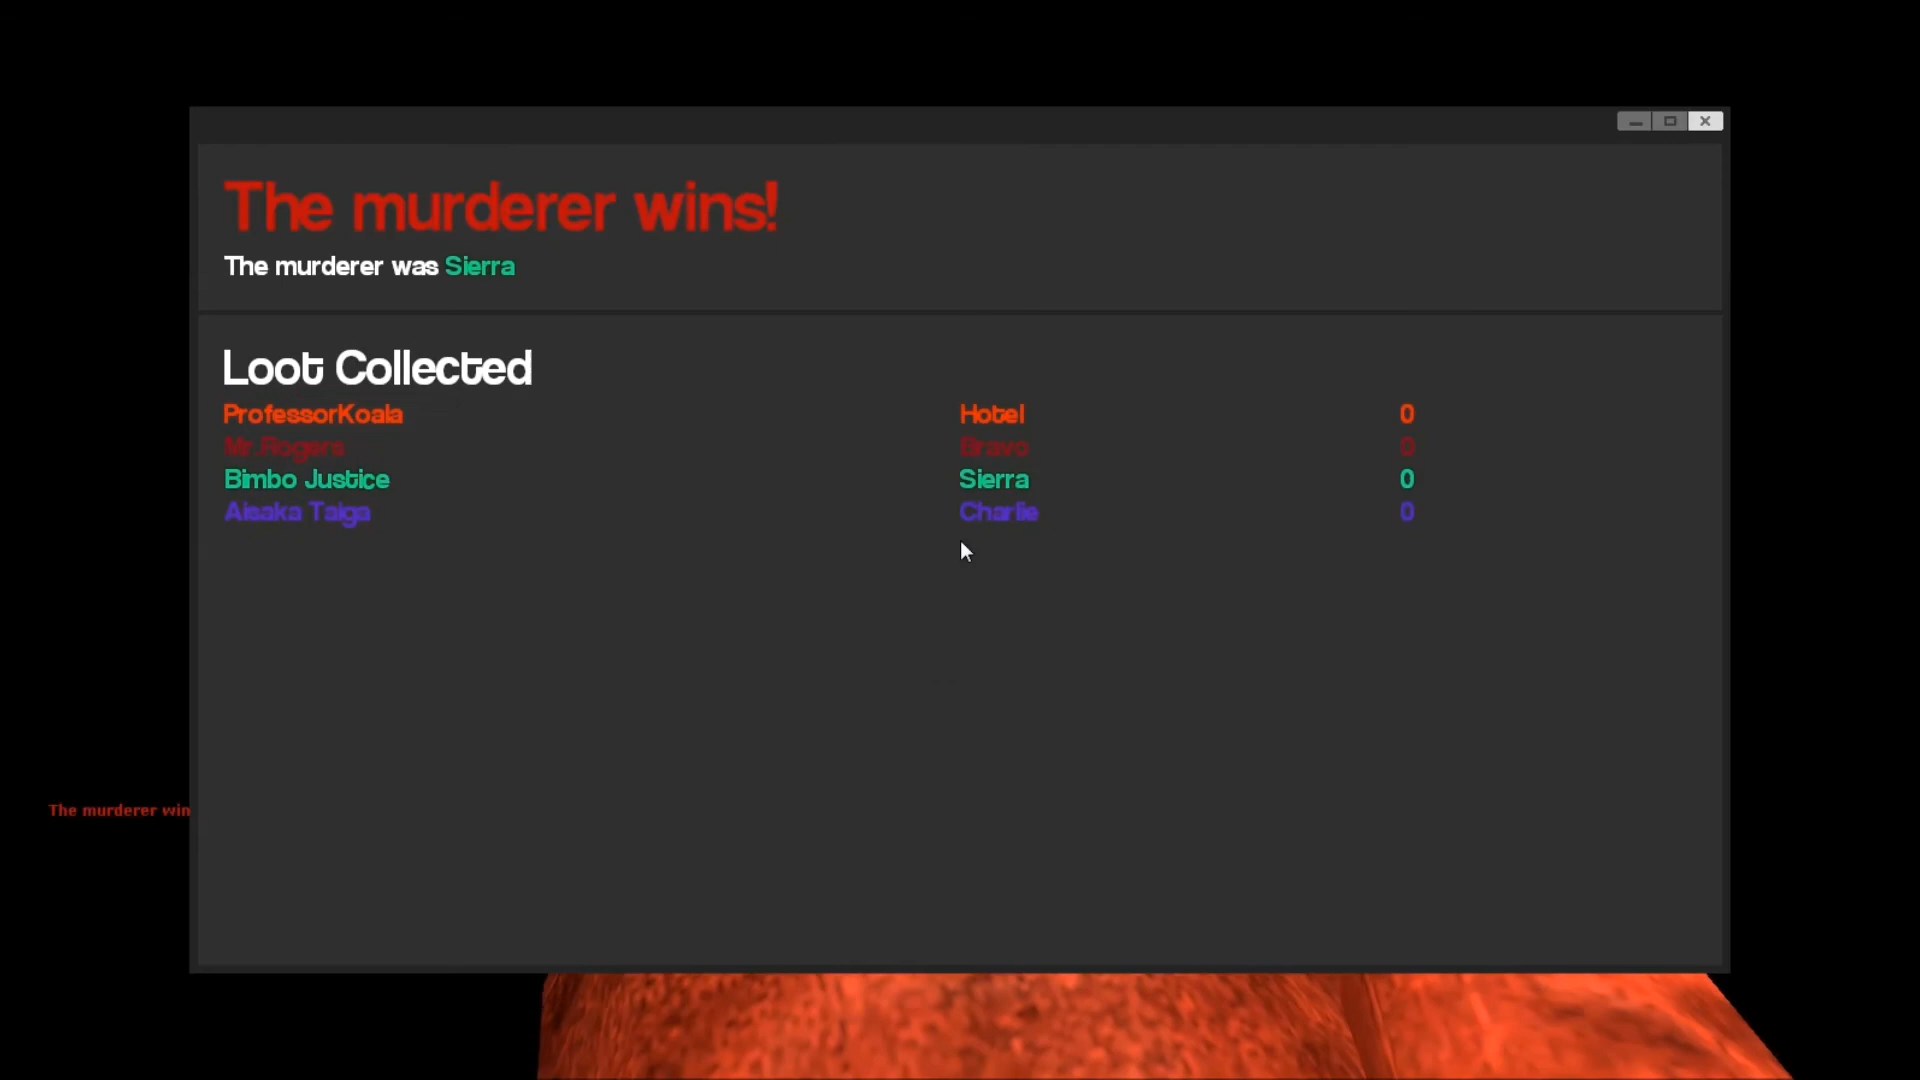 The murderer wins!
The murderer was Sierra
Loot Collected
ProfessorKoala Hotel 0
Mr.Rogers Bravo 0
Bimbo Justice Sierra 0
Aisaka Taiga Charlie 0
The murderer win